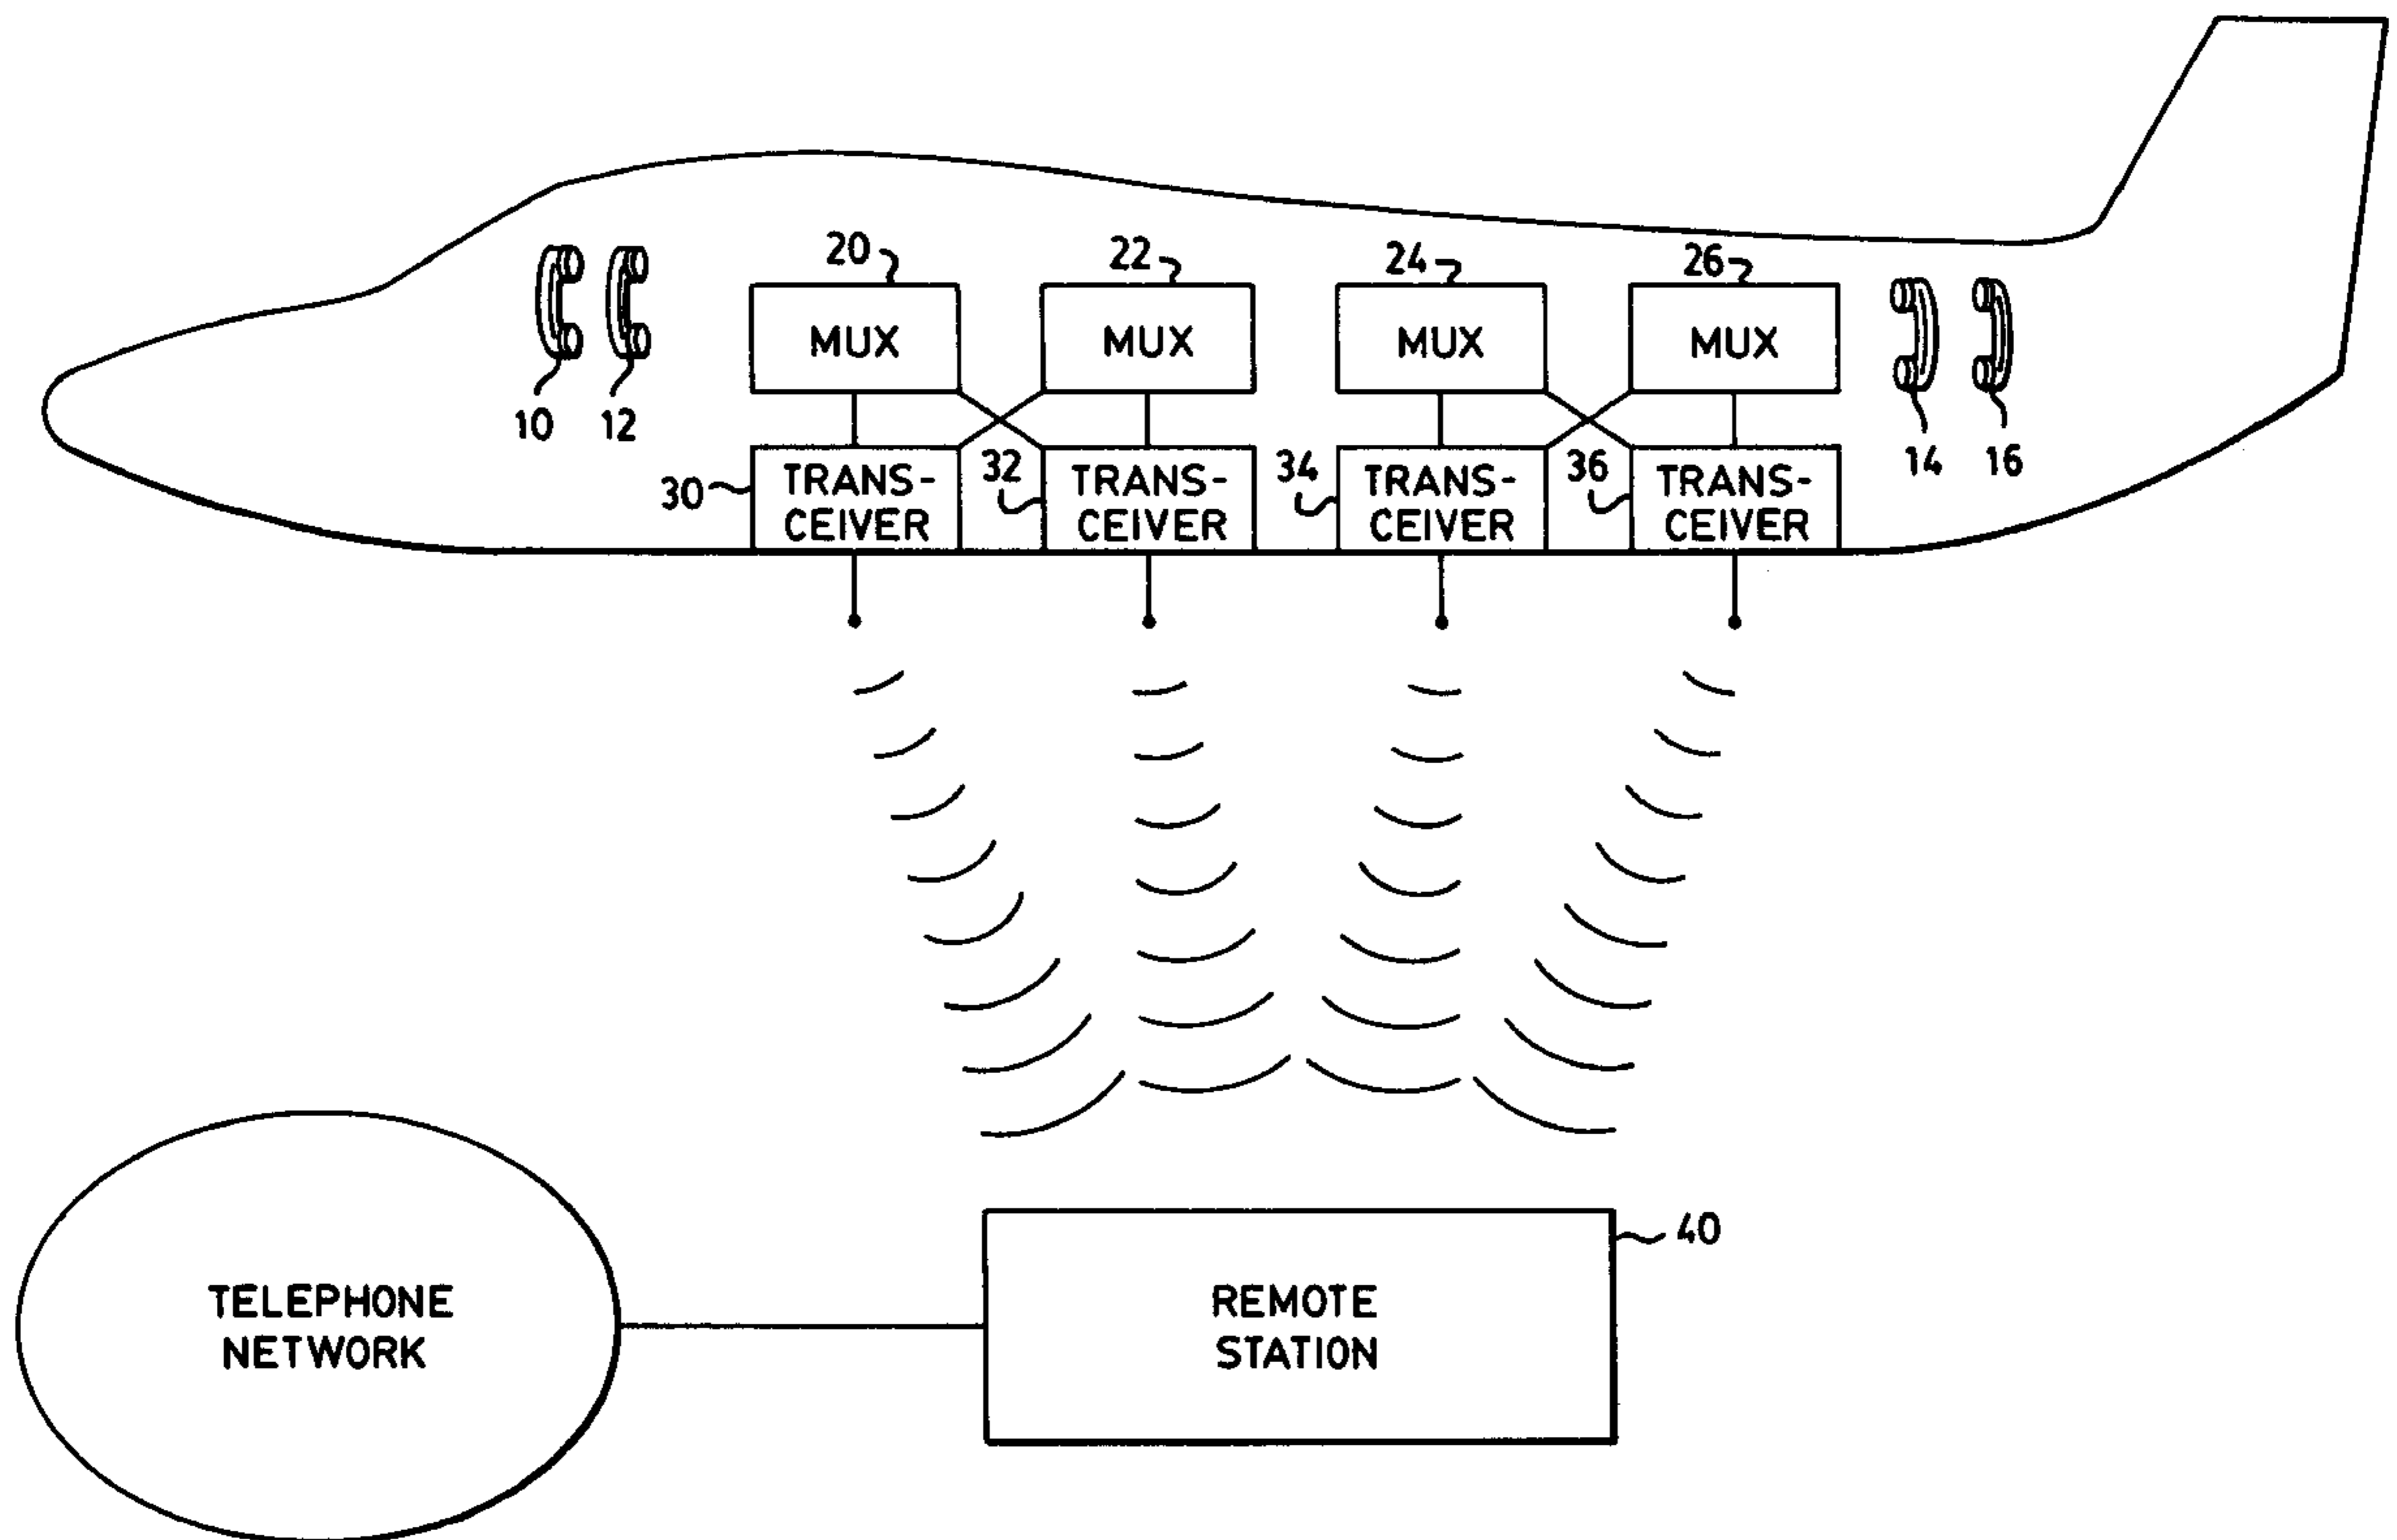 20
22
24
26
MUX
MUX
MUX
MUX
10
12
14
16
30
32
34
36
TRANS-
CEIVER
TRANS-
CEIVER
TRANS-
CEIVER
TRANS-
CEIVER
40
TELEPHONE
NETWORK
REMOTE
STATION